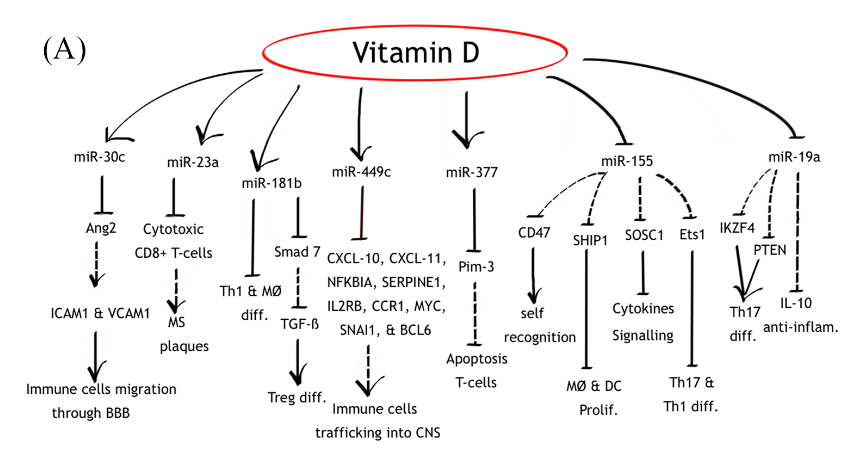 (A)
Vitamin D
miR-30c
miR-23a
miR-181b
miR-449c
miR-377
miR-155
miR-19a
Ang2
ICAM1 & VCAM1
Immune cells migration
through BBB
Cytotoxic
CD8+ T-cells
MS
plaques
Th1 & MØ
diff.
Smad 7
TGF-ß
Treg diff.
CXCL-10, CXCL-11,
NFKBIA, SERPINE1,
IL2RB, CCR1, MYC,
SNAI1, & BCL6
Immune cells
trafficking into CNS
Pim-3
Apoptosis
T-cells
CD47
self
recognition
SHIP1
MØ & DC
Prolif.
SOSC1
Cytokines
Signalling
Ets1
Th17 &
Th1 diff.
IKZF4
PTEN
Th17
diff.
IL-10
anti-inflam.